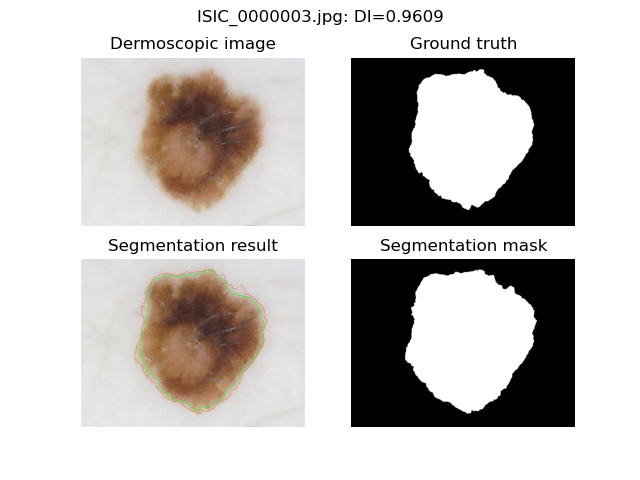 ISIC_0000003.jpg: DI=0.9609
Dermoscopic image
Ground truth
Segmentation result
Segmentation mask